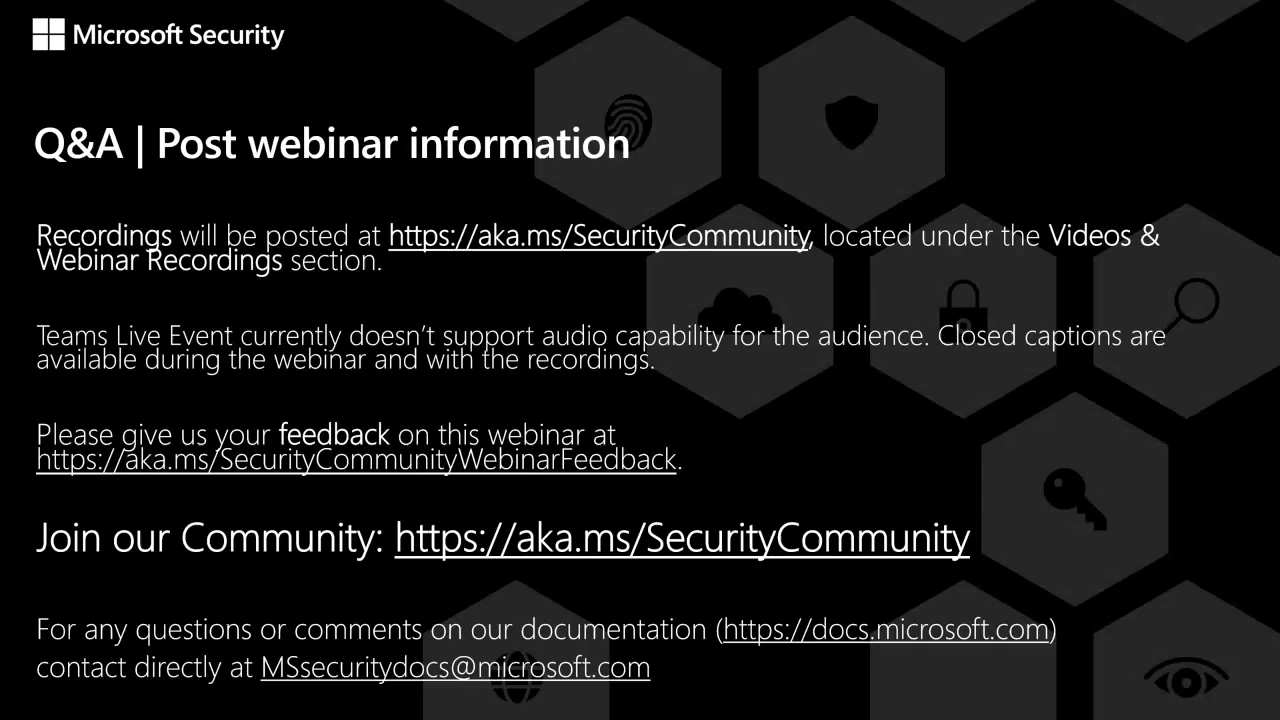 Microsoft Security
Q&A | Post webinar information
Recordings will be posted at https://aka.ms/SecurityCommunity, located under the Videos &
Webinar Recordings section.
Teams Live Event currently doesn’t support audio capability for the audience. Closed captions are
available during the webinar and with the recordings.
Please give us your feedback on this webinar at
https://aka.ms/SecurityCommunityWebinarFeedback.
Join our Community: https://aka.ms/SecurityCommunity
For any questions or comments on our documentation (https://docs.microsoft.com)
contact directly at MSsecuritydocs@microsoft.com